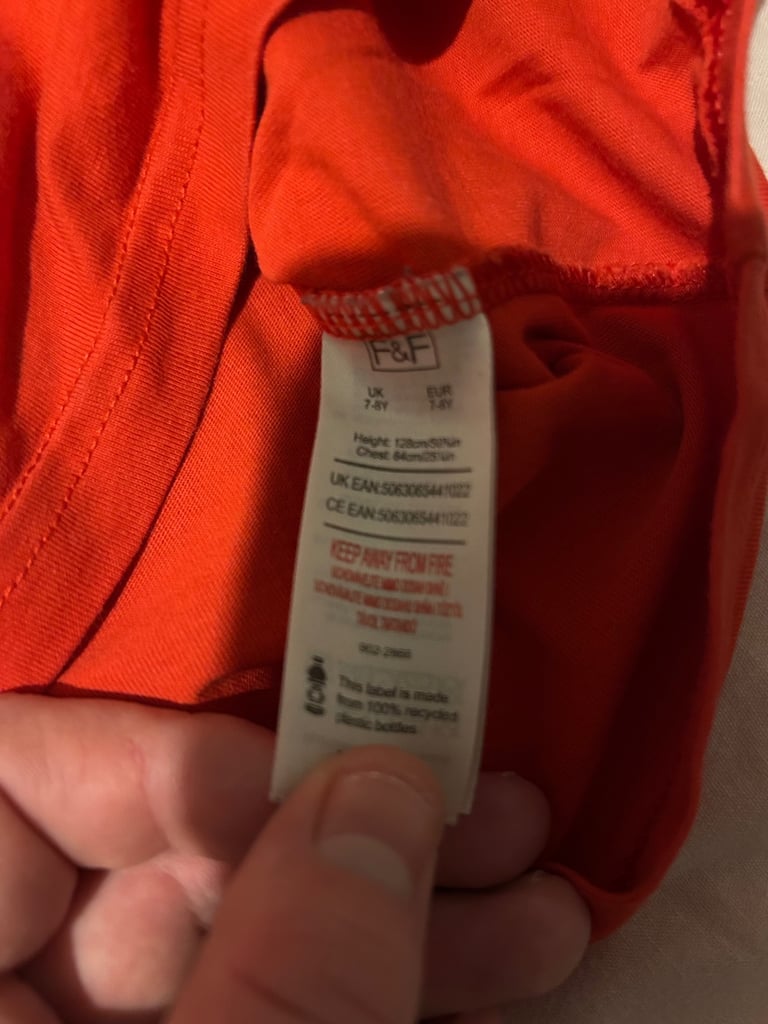 F&F
UK EUR
7-8Y 7-8Y
Height: 128cm/50½in
Chest: 64cm/25¼in
UK EAN:5063065441022
CE EAN:5063065441022
KEEP AWAY FROM FIRE
This label is made
from 100% recycled
plastic bottles